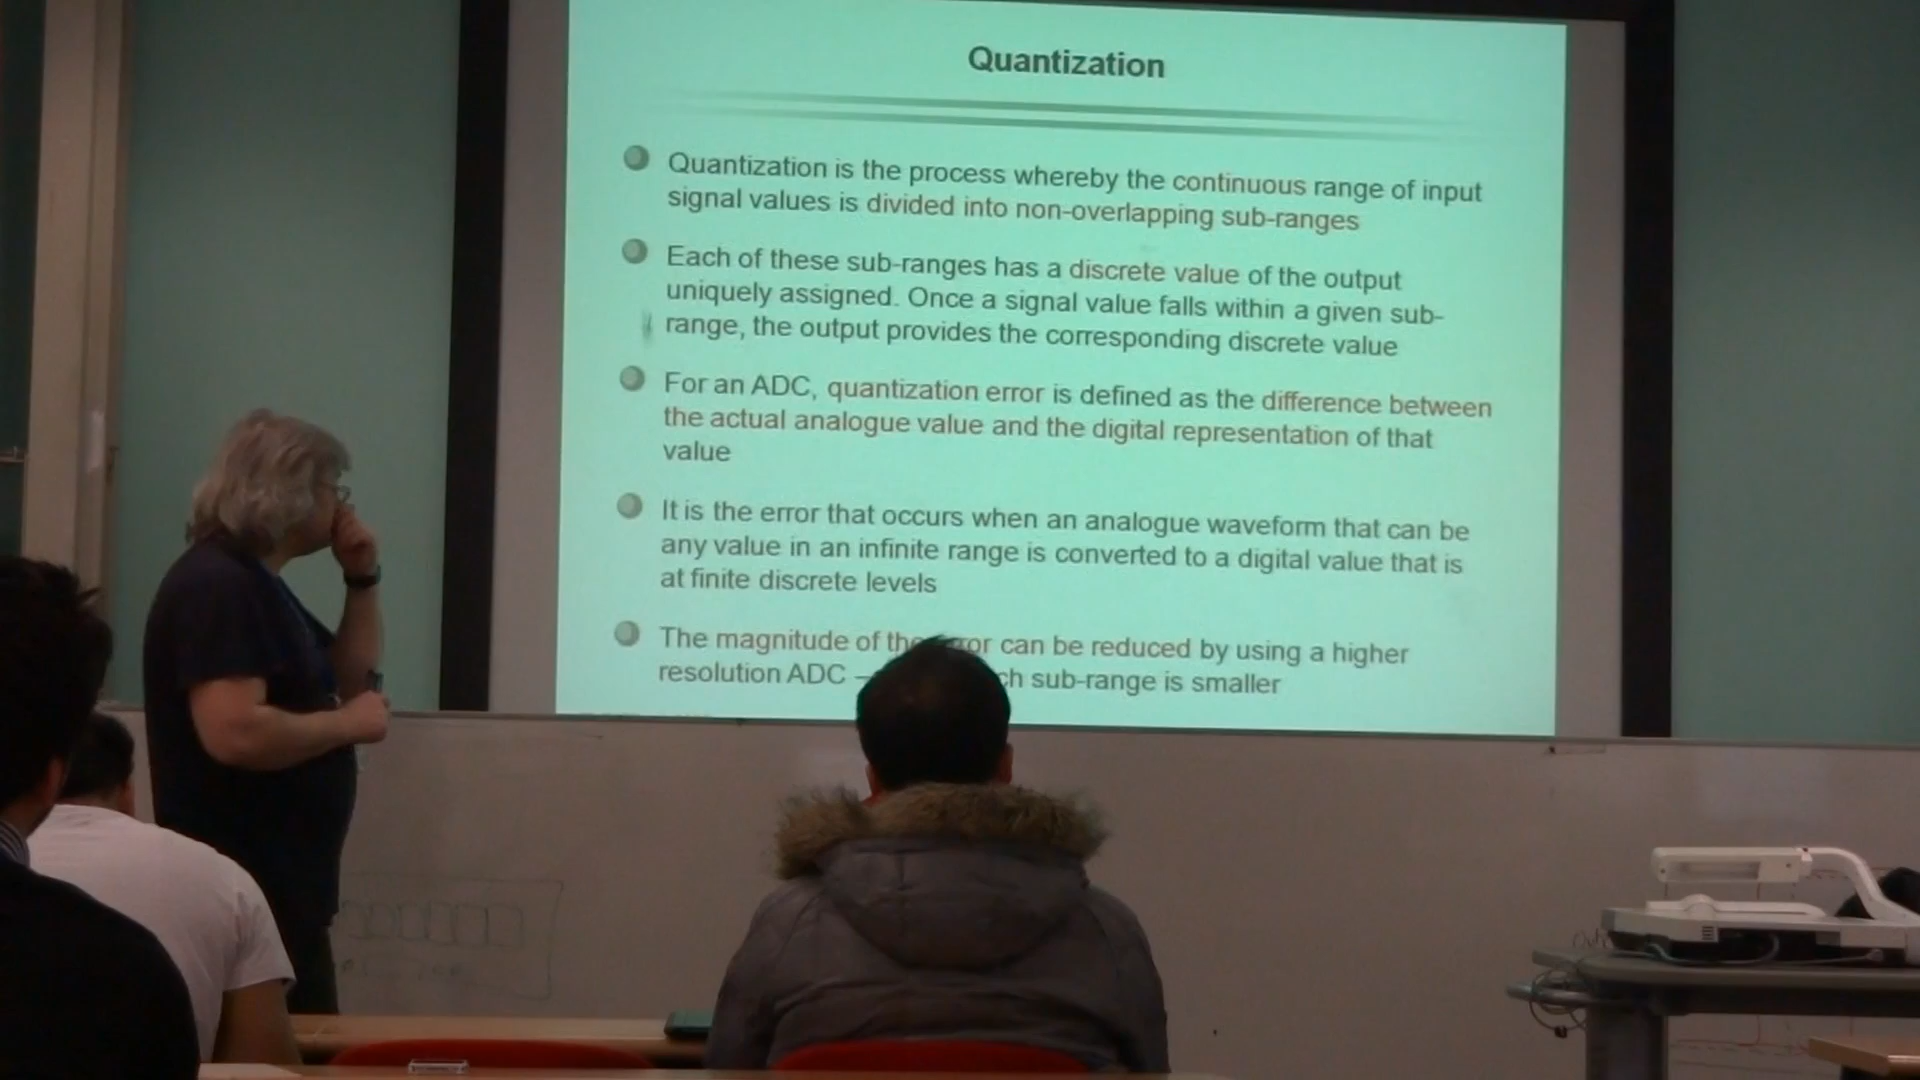 Quantization
Quantization is the process whereby the continuous range of input
signal values is divided into non-overlapping sub-ranges
Each of these sub-ranges has a discrete value of the output
uniquely assigned. Once a signal value falls within a given sub-
range, the output provides the corresponding discrete value
For an ADC, quantization error is defined as the difference between
the actual analogue value and the digital representation of that
value
It is the error that occurs when an analogue waveform that can be
any value in an infinite range is converted to a digital value that is
at finite discrete levels
The magnitude of the error can be reduced by using a higher
resolution ADC – sub-range is smaller